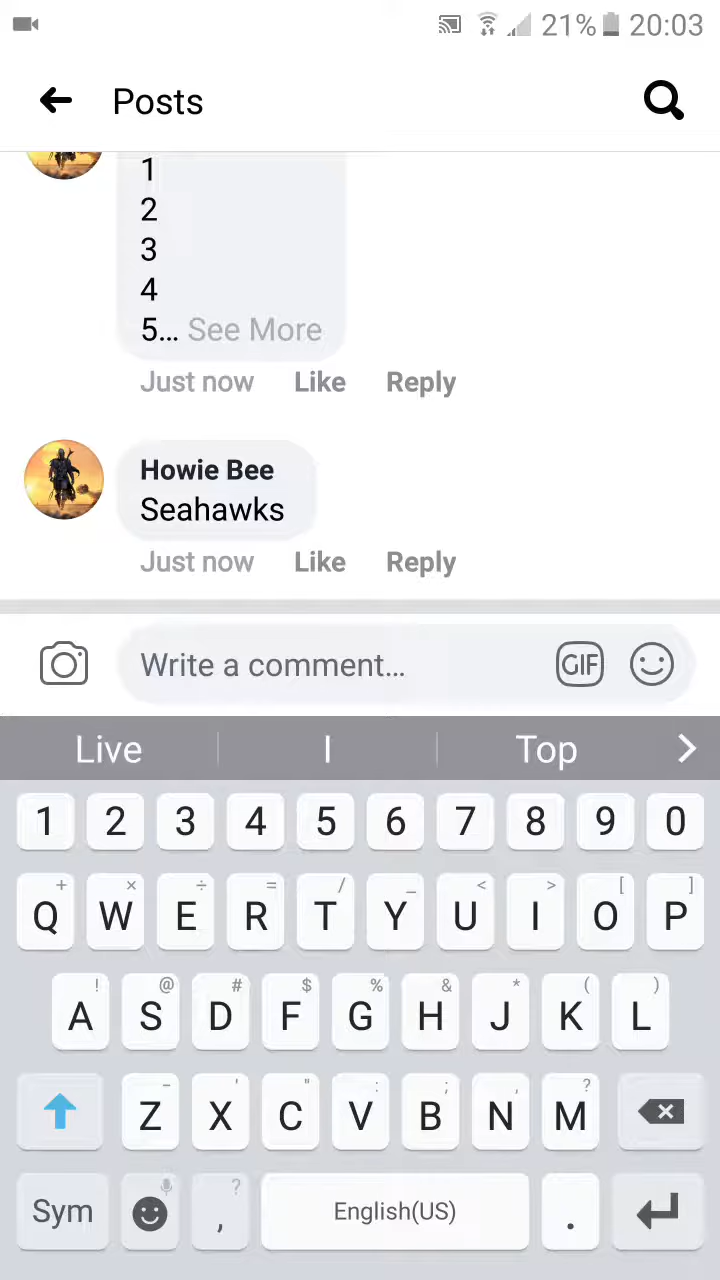 21% 20:03
Posts
1
2
3
4
5... See More
Just now Like Reply
Howie Bee
Seahawks
Just now Like Reply
Write a comment... GIF
Live I Top
1 2 3 4 5 6 7 8 9 0
+ × ÷ = / _ < > [ ]
Q W E R T Y U I O P
! @ # $ % & * ( )
A S D F G H J K L
- ' " : ; , ?
Z X C V B N M
?
Sym , English(US) .